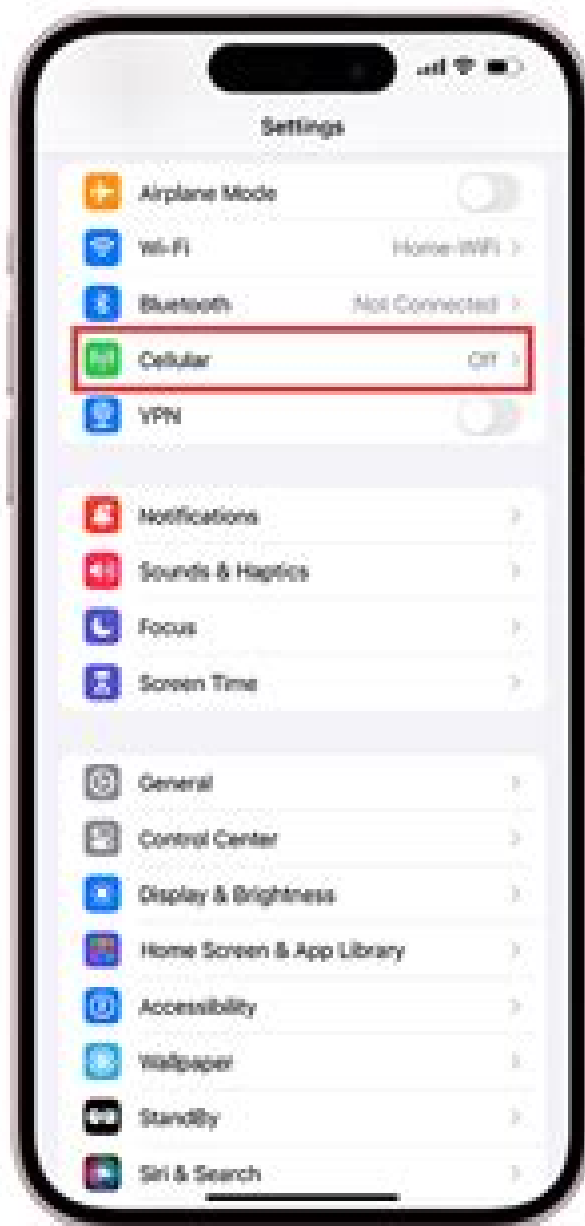 Settings
Airplane Mode
Wi-Fi Home-WiFi
Bluetooth Not Connected
Cellular Off
VPN
Notifications
Sounds & Haptics
Focus
Screen Time
General
Control Center
Display & Brightness
Home Screen & App Library
Accessibility
Wallpaper
StandBy
Siri & Search